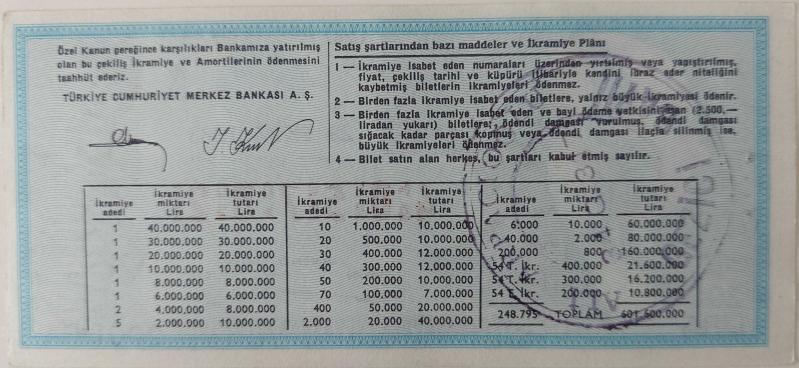 Özel Kanun gereğince karşılıkları Bankamıza yatırılmış
olan bu çekiliş İkramiye ve Amortilerinin ödenmesini
taahhüt ederiz.
TÜRKİYE CUMHURİYET MERKEZ BANKASI A. Ş.
Satış şartlarından bazı maddeler ve İkramiye Plânı
1 — İkramiye isabet eden numaraları üzerinden yırtılmış veya yapıştırılmış,
fiyat, çekiliş tarihi ve küpürü itibariyle kendini ibraz eder niteliğini
kaybetmiş biletlerin ikramiyeleri ödenmez.
2 — Birden fazla ikramiye isabet eden biletlere, yalnız büyük ikramiyesi ödenir.
3 — Birden fazla ikramiye isabet eden ve bayi ödeme yetkisini aşan (2.500,—
liradan yukarı) biletlere; ödendi damgası vurulmuş, ödendi damgası
sığacak kadar parçası kopmuş veya ödendi damgası ilaçla silinmiş ise,
büyük ikramiyeleri ödenmez.
4 — Bilet satın alan herkes, bu şartları kabul etmiş sayılır.
İkramiye adedi İkramiye miktarı Lira İkramiye tutarı Lira
1 40.000.000 40.000.000
1 30.000.000 30.000.000
1 20.000.000 20.000.000
1 10.000.000 10.000.000
1 8.000.000 8.000.000
1 6.000.000 6.000.000
2 4.000.000 8.000.000
5 2.000.000 10.000.000
İkramiye adedi İkramiye miktarı Lira İkramiye tutarı Lira
10 1.000.000 10.000.000
20 500.000 10.000.000
30 400.000 12.000.000
40 300.000 12.000.000
50 200.000 10.000.000
70 100.000 7.000.000
400 50.000 20.000.000
2.000 20.000 40.000.000
İkramiye adedi İkramiye miktarı Lira İkramiye tutarı Lira
6.000 10.000 60.000.000
40.000 2.000 80.000.000
200.000 800 160.000.000
54 T. İkr. 400.000 21.600.000
54 T. İkr. 300.000 16.200.000
54 T. İkr. 200.000 10.800.000
248.795 TOPLAM 601.600.000